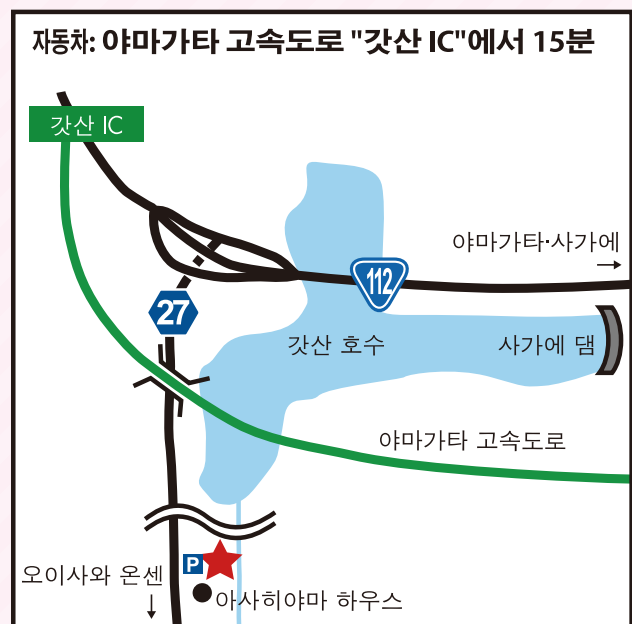 자동차: 야마가타 고속도로 "갓산 IC"에서 15분
갓산 IC
야마가타·사가에
→
112
27
갓산 호수
사가에 댐
야마가타 고속도로
P
오이사와 온센
↓
아사히야마 하우스